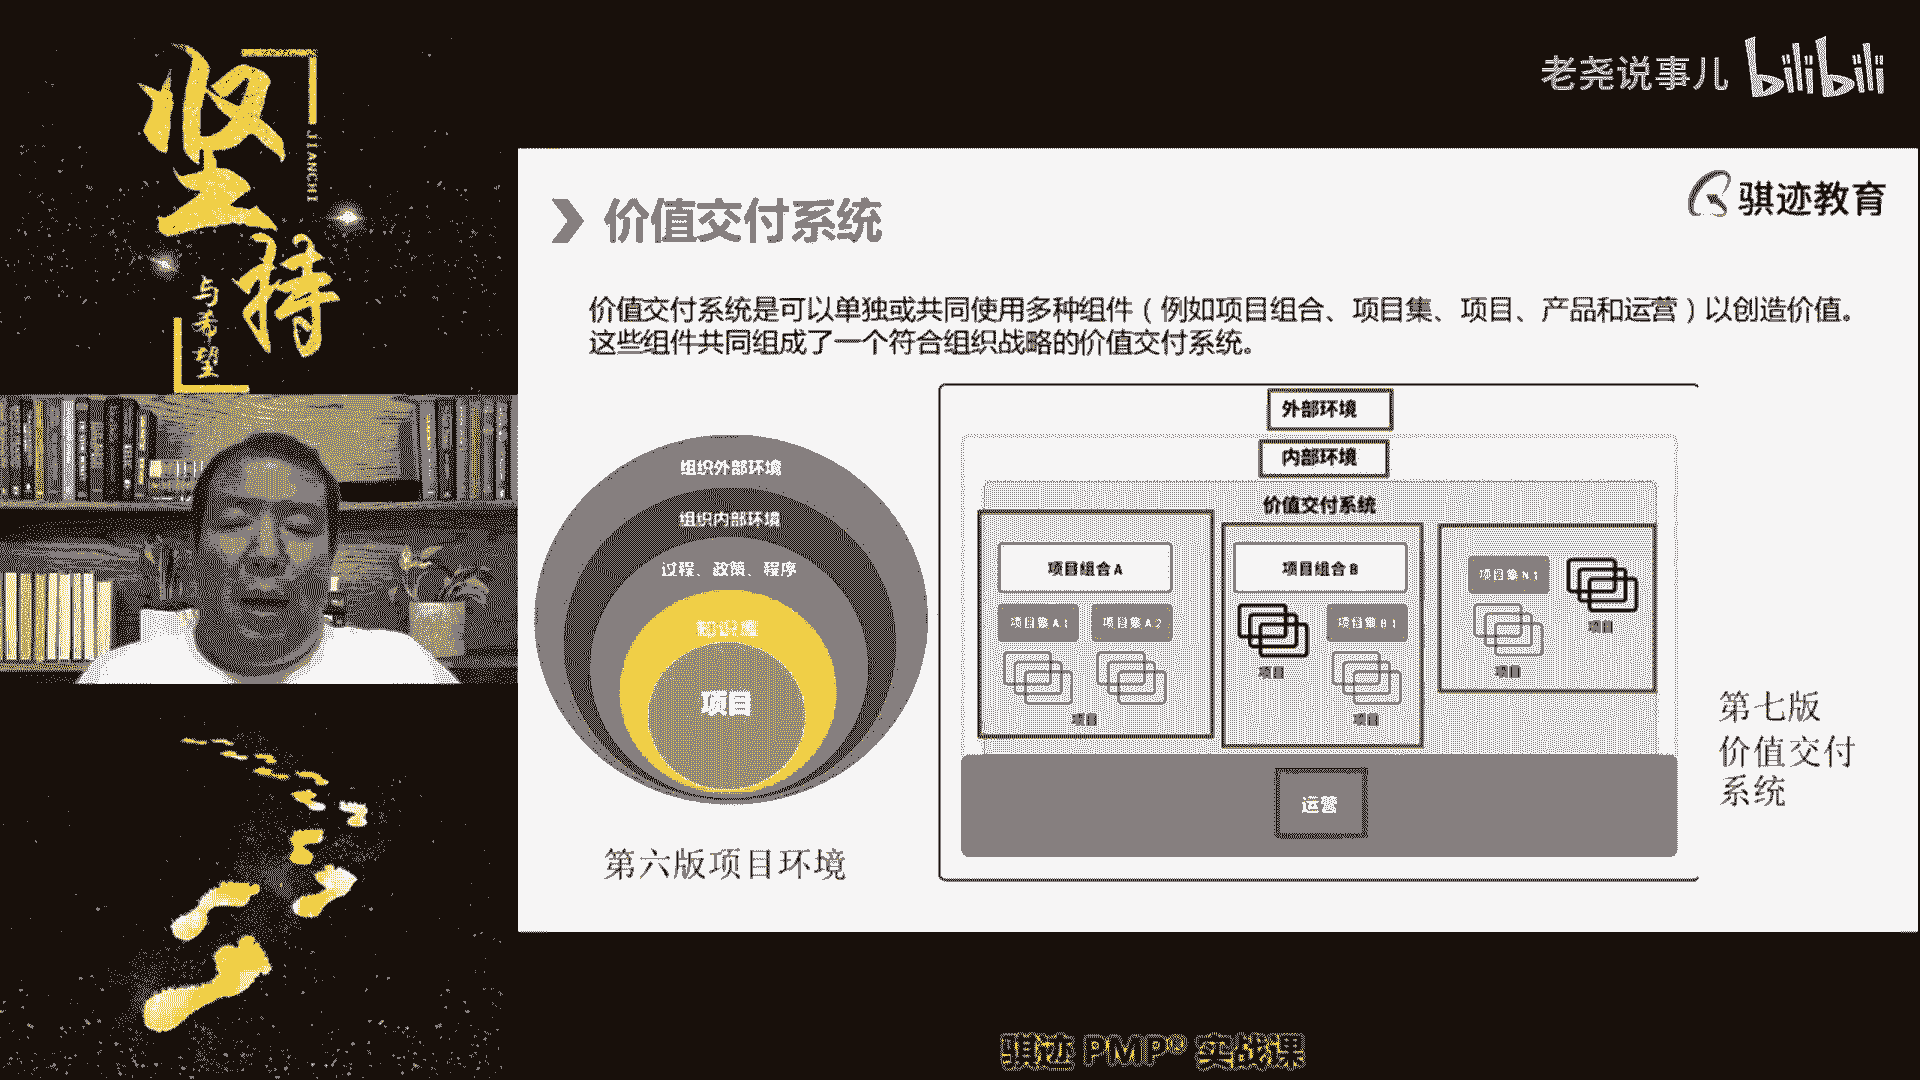 坚持
JIANCHI
与希望
老尧说事儿 bilibili
骐迹教育
价值交付系统
价值交付系统是可以单独或共同使用多种组件（例如项目组合、项目集、项目、产品和运营）以创造价值。
这些组件共同组成了一个符合组织战略的价值交付系统。
组织外部环境
组织内部环境
过程、政策、程序
知识库
项目
第六版项目环境
外部环境
内部环境
价值交付系统
项目组合A
项目集A1
项目集A2
项目
项目组合B
项目
项目集B1
项目
项目集N1
项目
项目
运营
第七版
价值交付
系统
骐迹 PMP® 实战课